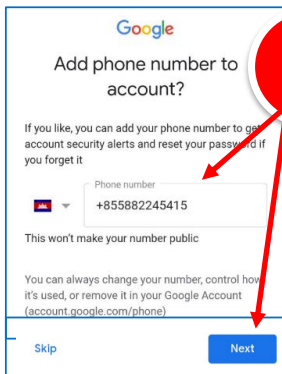 Google
Add phone number to
account?
If you like, you can add your phone number to get
account security alerts and reset your password if
you forget it
Phone number
+855882245415
This won't make your number public
You can always change your number, control how
it's used, or remove it in your Google Account
(account.google.com/phone)
Skip
Next